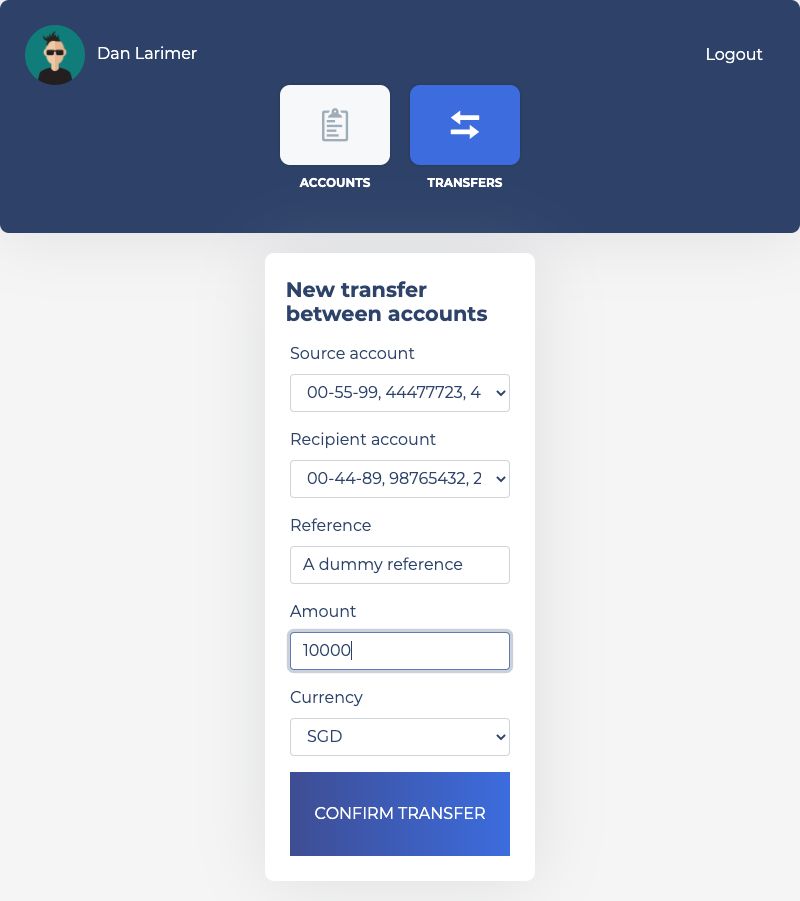 Dan Larimer
Logout
ACCOUNTS
TRANSFERS
New transfer
between accounts
Source account
00-55-99, 44477723, 4
Recipient account
00-44-89, 98765432, 2
Reference
A dummy reference
Amount
10000
Currency
SGD
CONFIRM TRANSFER